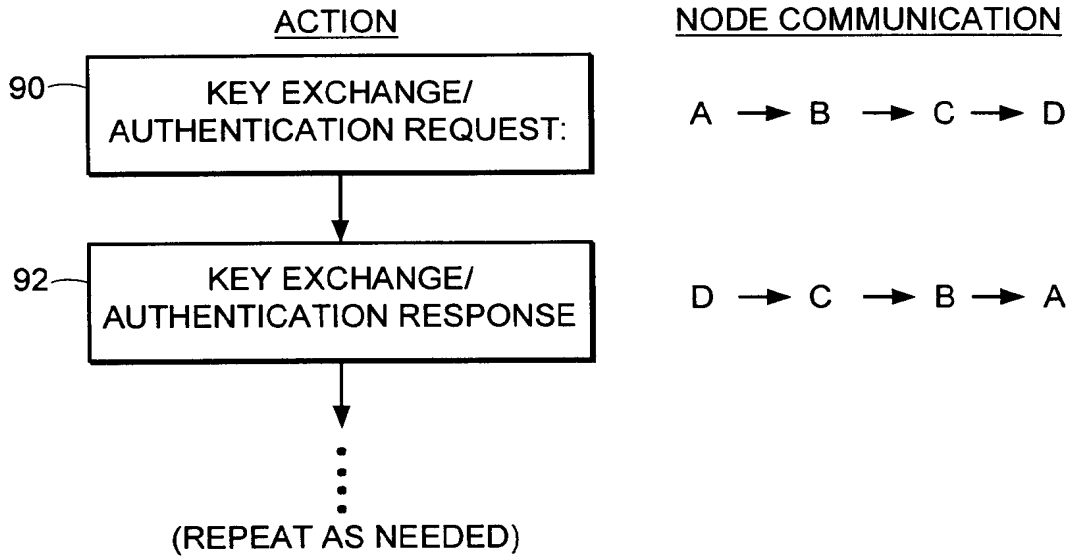 ACTION
NODE COMMUNICATION
90
KEY EXCHANGE/
AUTHENTICATION REQUEST:
A B C D
92
KEY EXCHANGE/
AUTHENTICATION RESPONSE
D C B A
(REPEAT AS NEEDED)